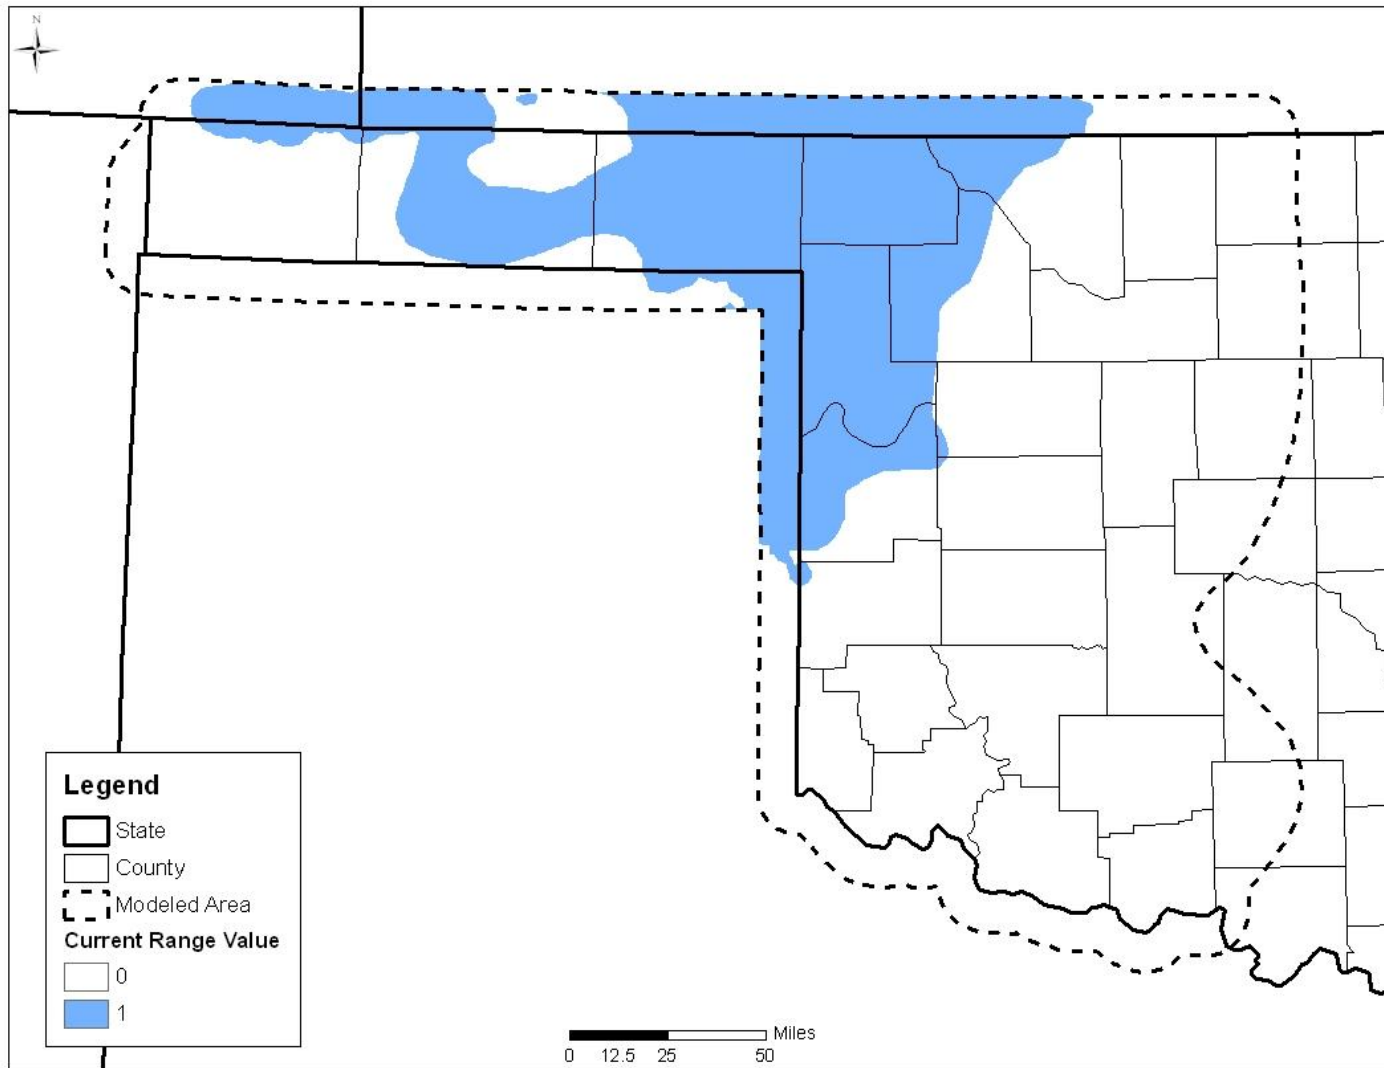 N
Legend
State
County
Modeled Area
Current Range Value
0
1
Miles
0 12.5 25 50